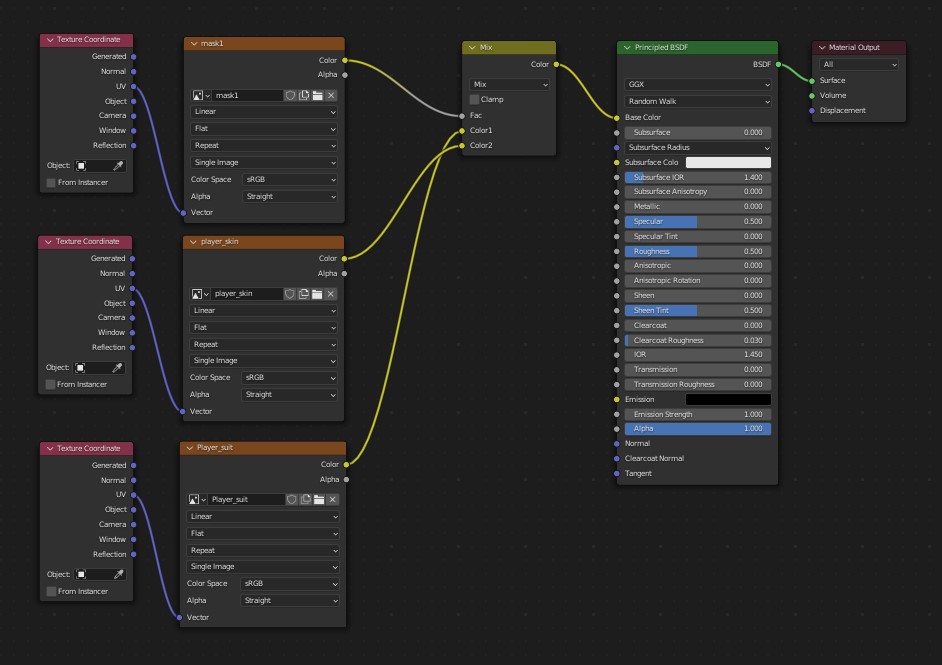 Texture Coordinate
Generated
Normal
UV
Object
Camera
Window
Reflection
Object:
From Instancer
mask1
Color
Alpha
mask1
Linear
Flat
Repeat
Single Image
Color Space sRGB
Alpha Straight
Vector
Texture Coordinate
Generated
Normal
UV
Object
Camera
Window
Reflection
Object:
From Instancer
player_skin
Color
Alpha
player_skin
Linear
Flat
Repeat
Single Image
Color Space sRGB
Alpha Straight
Vector
Texture Coordinate
Generated
Normal
UV
Object
Camera
Window
Reflection
Object:
From Instancer
Player_suit
Color
Alpha
Player_suit
Linear
Flat
Repeat
Single Image
Color Space sRGB
Alpha Straight
Vector
Mix
Color
Mix
Clamp
Fac
Color1
Color2
Principled BSDF
BSDF
GGX
Random Walk
Base Color
Subsurface 0.000
Subsurface Radius
Subsurface Colo
Subsurface IOR 1.400
Subsurface Anisotropy 0.000
Metallic 0.000
Specular 0.500
Specular Tint 0.000
Roughness 0.500
Anisotropic 0.000
Anisotropic Rotation 0.000
Sheen 0.000
Sheen Tint 0.500
Clearcoat 0.000
Clearcoat Roughness 0.030
IOR 1.450
Transmission 0.000
Transmission Roughness 0.000
Emission
Emission Strength 1.000
Alpha 1.000
Normal
Clearcoat Normal
Tangent
Material Output
All
Surface
Volume
Displacement